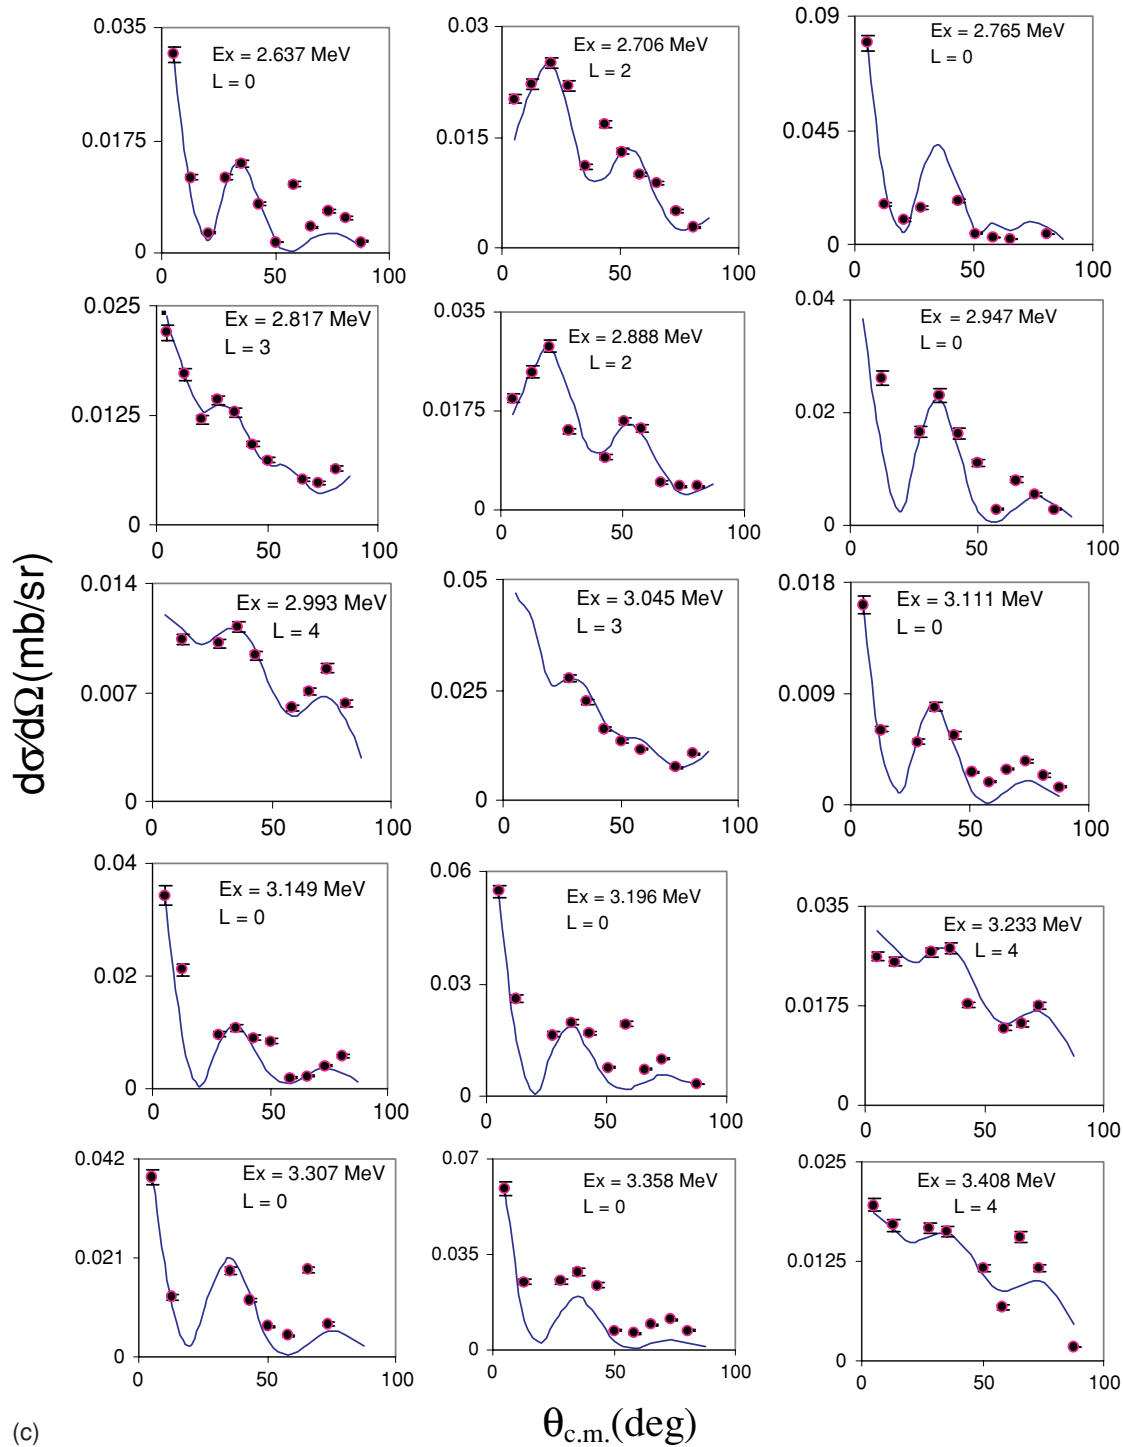 0.035
Ex = 2.637 MeV
L = 0
0.0175
0
0
50
100
0.03
Ex = 2.706 MeV
L = 2
0.015
0
0
50
100
0.09
Ex = 2.765 MeV
L = 0
0.045
0
0
50
100
0.025
Ex = 2.817 MeV
L = 3
0.0125
0
0
50
100
0.035
Ex = 2.888 MeV
L = 2
0.0175
0
0
50
100
0.04
Ex = 2.947 MeV
L = 0
0.02
0
0
50
100
dσ/dΩ(mb/sr)
0.014
Ex = 2.993 MeV
L = 4
0.007
0
0
50
100
0.05
Ex = 3.045 MeV
L = 3
0.025
0
0
50
100
0.018
Ex = 3.111 MeV
L = 0
0.009
0
0
50
100
0.04
Ex = 3.149 MeV
L = 0
0.02
0
0
50
100
0.06
Ex = 3.196 MeV
L = 0
0.03
0
0
50
100
0.035
Ex = 3.233 MeV
L = 4
0.0175
0
0
50
100
0.042
Ex = 3.307 MeV
L = 0
0.021
0
0
50
100
0.07
Ex = 3.358 MeV
L = 0
0.035
0
0
50
100
0.025
Ex = 3.408 MeV
L = 4
0.0125
0
0
50
100
(c)
θc.m.(deg)